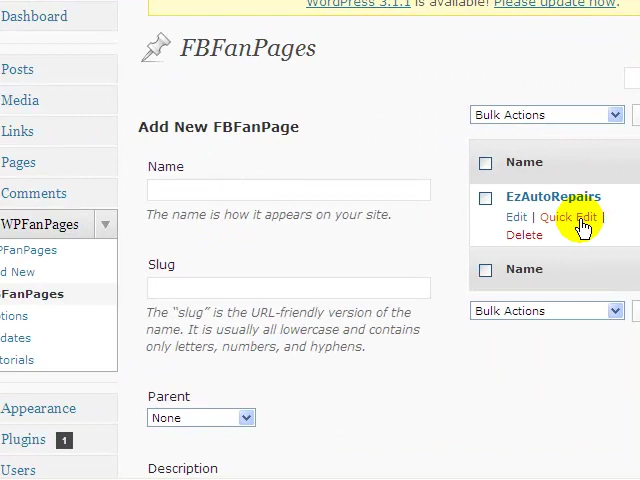 WordPress 3.1.1 is available! Please update now.
Dashboard
FBFanPages
Posts
Media
Links
Pages
Comments
WPFanPages
PFanPages
d New
FanPages
tions
dates
torials
Appearance
Plugins 1
Users
Add New FBFanPage
Name
The name is how it appears on your site.
Slug
The “slug” is the URL-friendly version of the
name. It is usually all lowercase and contains
only letters, numbers, and hyphens.
Parent
None
Description
Bulk Actions
Name
EzAutoRepairs
Edit | Quick Edit |
Delete
Name
Bulk Actions